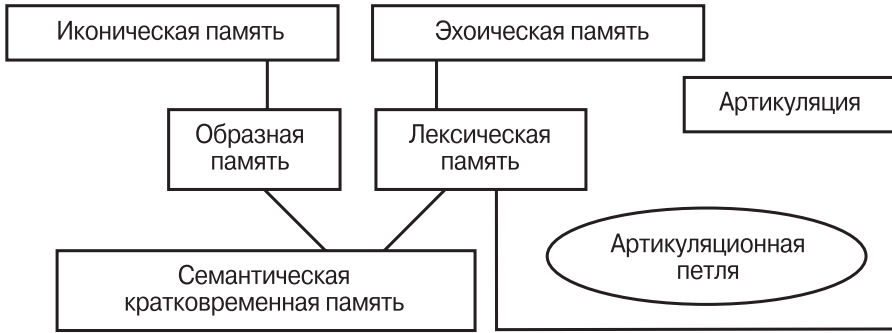 Иконическая память
Эхоическая память
Артикуляция
Образная
память
Лексическая
память
Артикуляционная
петля
Семантическая
кратковременная память